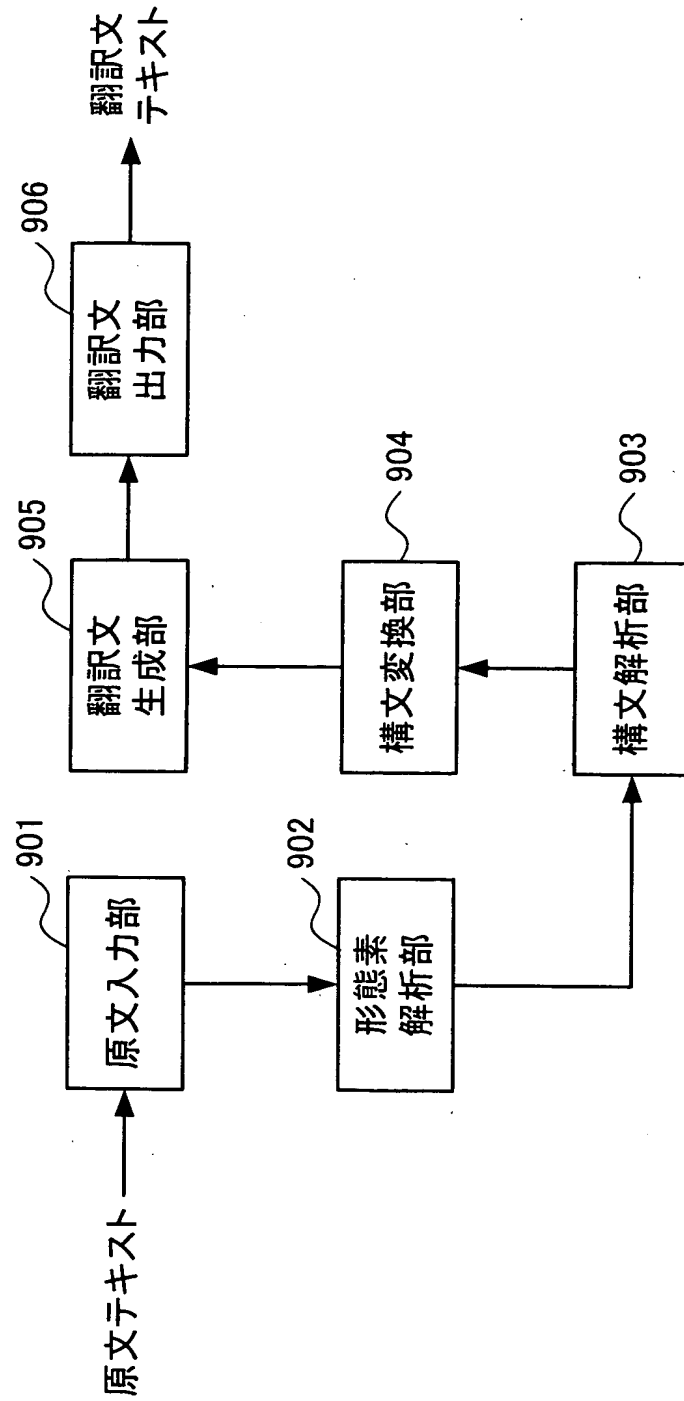 原文テキスト
901
原文入力部
902
形態素
解析部
903
構文解析部
904
構文変換部
905
翻訳文
生成部
906
翻訳文
出力部
翻訳文
テキスト